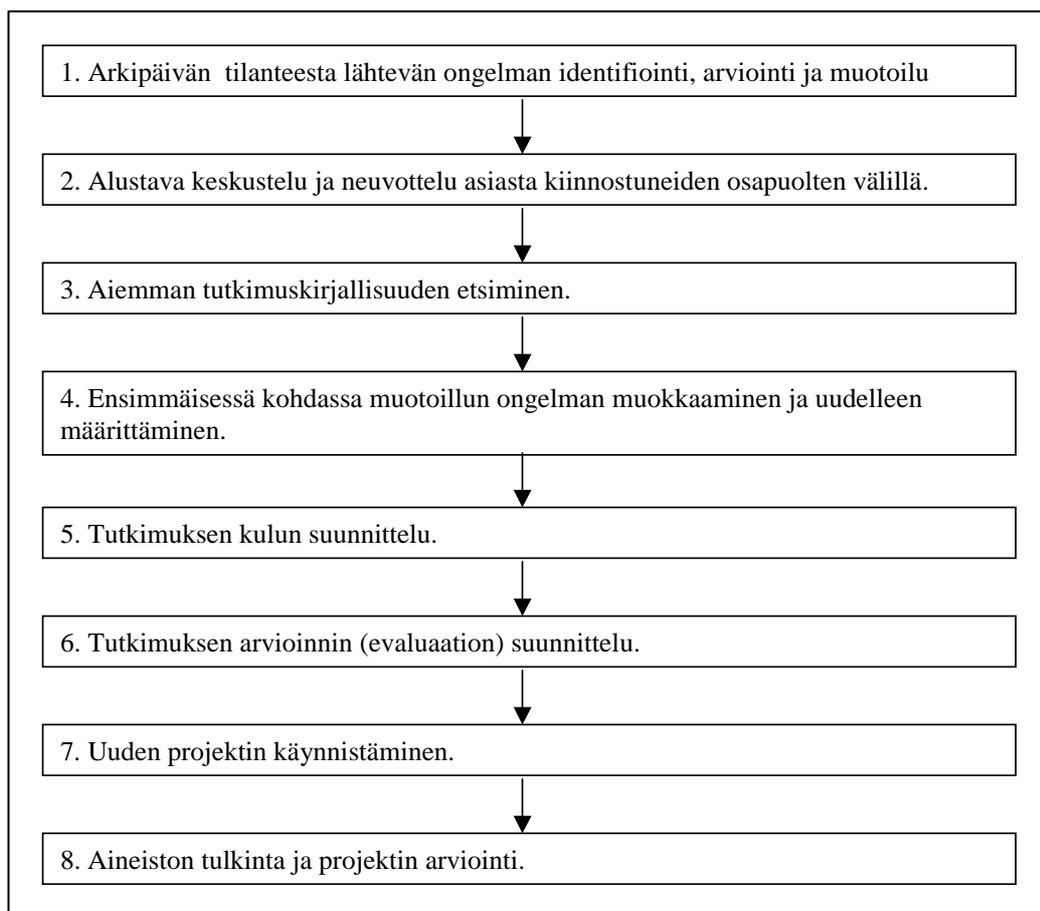 1. Arkipäivän  tilanteesta lähtevän ongelman identifiointi, arviointi ja muotoilu
2. Alustava keskustelu ja neuvottelu asiasta kiinnostuneiden osapuolten välillä.
3. Aiemman tutkimuskirjallisuuden etsiminen.
4. Ensimmäisessä kohdassa muotoillun ongelman muokkaaminen ja uudelleen
määrittäminen.
5. Tutkimuksen kulun suunnittelu.
6. Tutkimuksen arvioinnin (evaluaation) suunnittelu.
7. Uuden projektin käynnistäminen.
8. Aineiston tulkinta ja projektin arviointi.